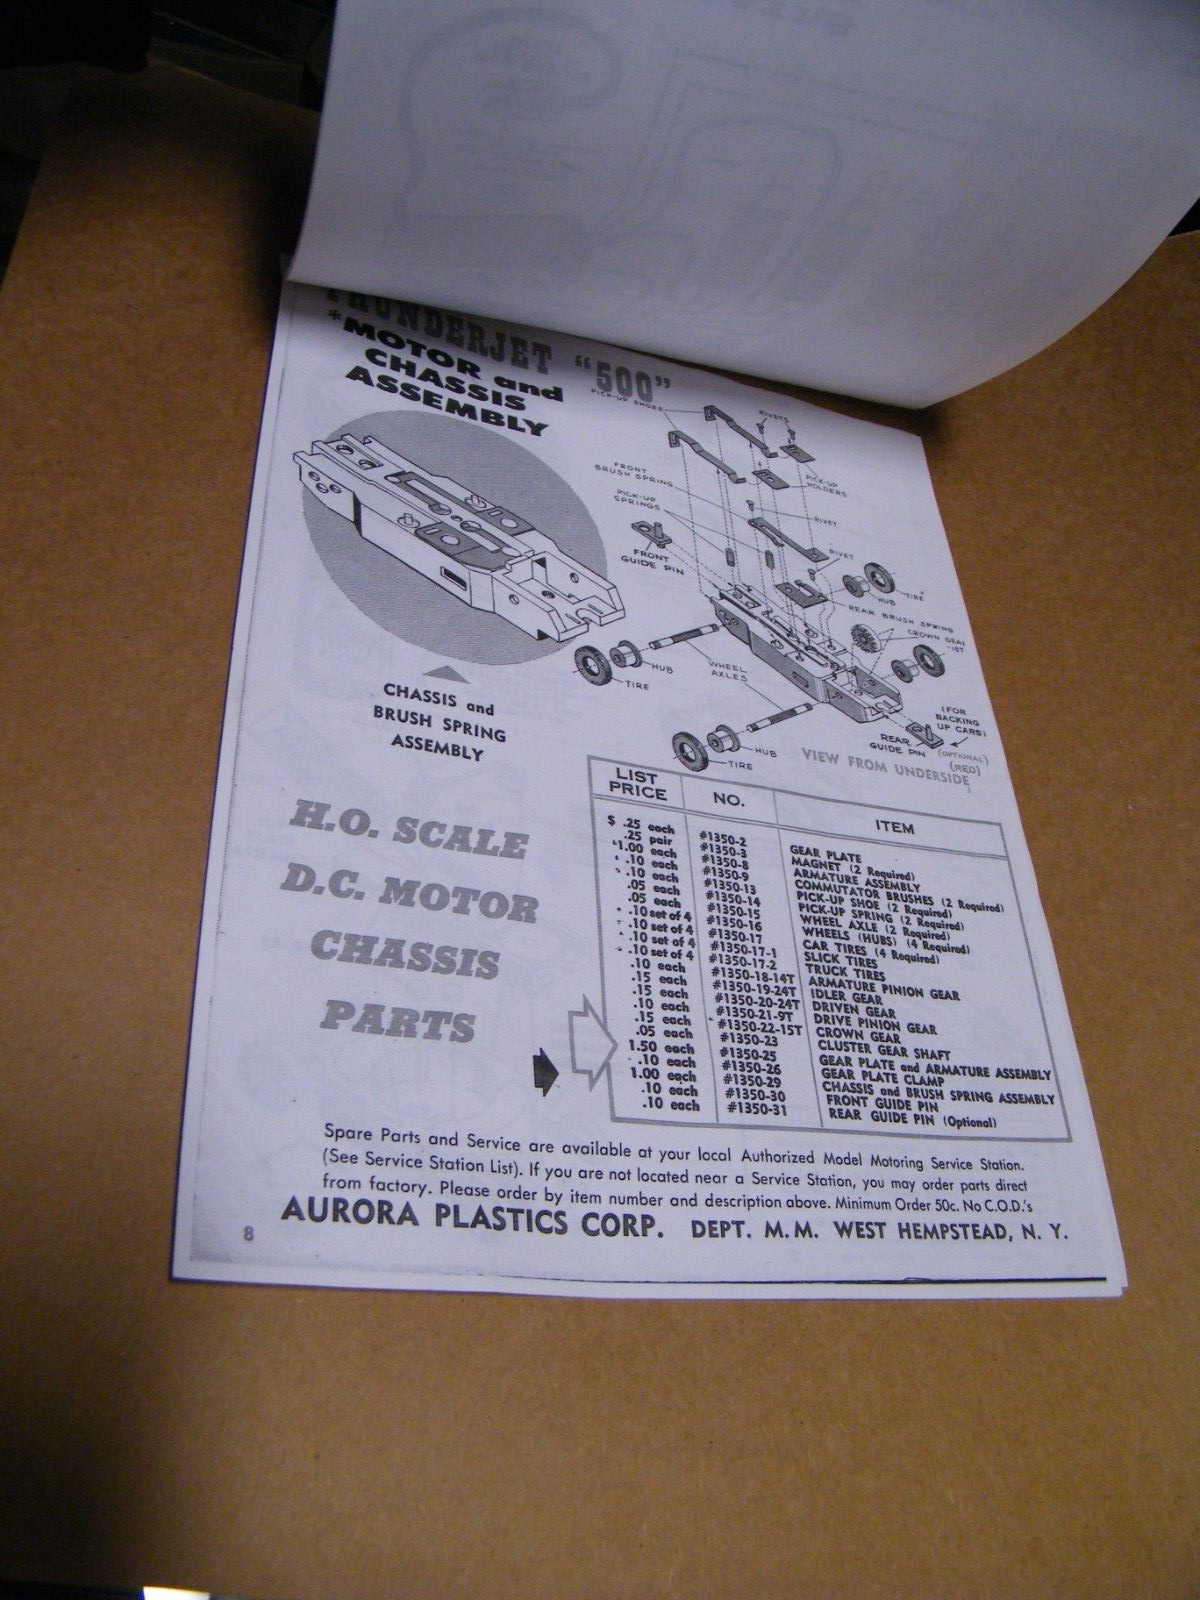 THUNDERJET "500"
*MOTOR and
CHASSIS
ASSEMBLY
PICK-UP SHOES
RIVETS
PICK-UP
HOLDERS
FRONT
BRUSH SPRING
PICK-UP
SPRINGS
RIVET
RIVET
FRONT
GUIDE PIN
HUB
TIRE
REAR BRUSH SPRING
CROWN GEAR
-15T
WHEEL
AXLES
HUB
TIRE
HUB
TIRE
(FOR
BACKING
UP CARS)
REAR
GUIDE PIN
(OPTIONAL)
(RED)
VIEW FROM UNDERSIDE
CHASSIS and
BRUSH SPRING
ASSEMBLY
H.O. SCALE
D.C. MOTOR
CHASSIS
PARTS
LIST PRICE NO. ITEM
$ .25 each #1350-2 GEAR PLATE
.25 pair #1350-3 MAGNET (2 Required)
1.00 each #1350-8 ARMATURE ASSEMBLY
.10 each #1350-9 COMMUTATOR BRUSHES (2 Required)
.10 each #1350-13 PICK-UP SHOE (2 Required)
.05 each #1350-14 PICK-UP SPRING (2 Required)
.05 each #1350-15 WHEEL AXLE (2 Required)
.10 set of 4 #1350-16 WHEELS (HUBS) (4 Required)
.10 set of 4 #1350-17 CAR TIRES (4 Required)
.10 set of 4 #1350-17-1 SLICK TIRES
.10 set of 4 #1350-17-2 TRUCK TIRES
.10 each #1350-18-14T ARMATURE PINION GEAR
.15 each #1350-19-24T IDLER GEAR
.15 each #1350-20-24T DRIVEN GEAR
.10 each #1350-21-9T DRIVE PINION GEAR
.15 each #1350-22-15T CROWN GEAR
.05 each #1350-23 CLUSTER GEAR SHAFT
1.50 each #1350-25 GEAR PLATE and ARMATURE ASSEMBLY
.10 each #1350-26 GEAR PLATE CLAMP
1.00 each #1350-29 CHASSIS and BRUSH SPRING ASSEMBLY
.10 each #1350-30 FRONT GUIDE PIN
.10 each #1350-31 REAR GUIDE PIN (Optional)
Spare Parts and Service are available at your local Authorized Model Motoring Service Station.
(See Service Station List). If you are not located near a Service Station, you may order parts direct
from factory. Please order by item number and description above. Minimum Order 50c. No C.O.D.'s
AURORA PLASTICS CORP. DEPT. M.M. WEST HEMPSTEAD, N. Y.
8